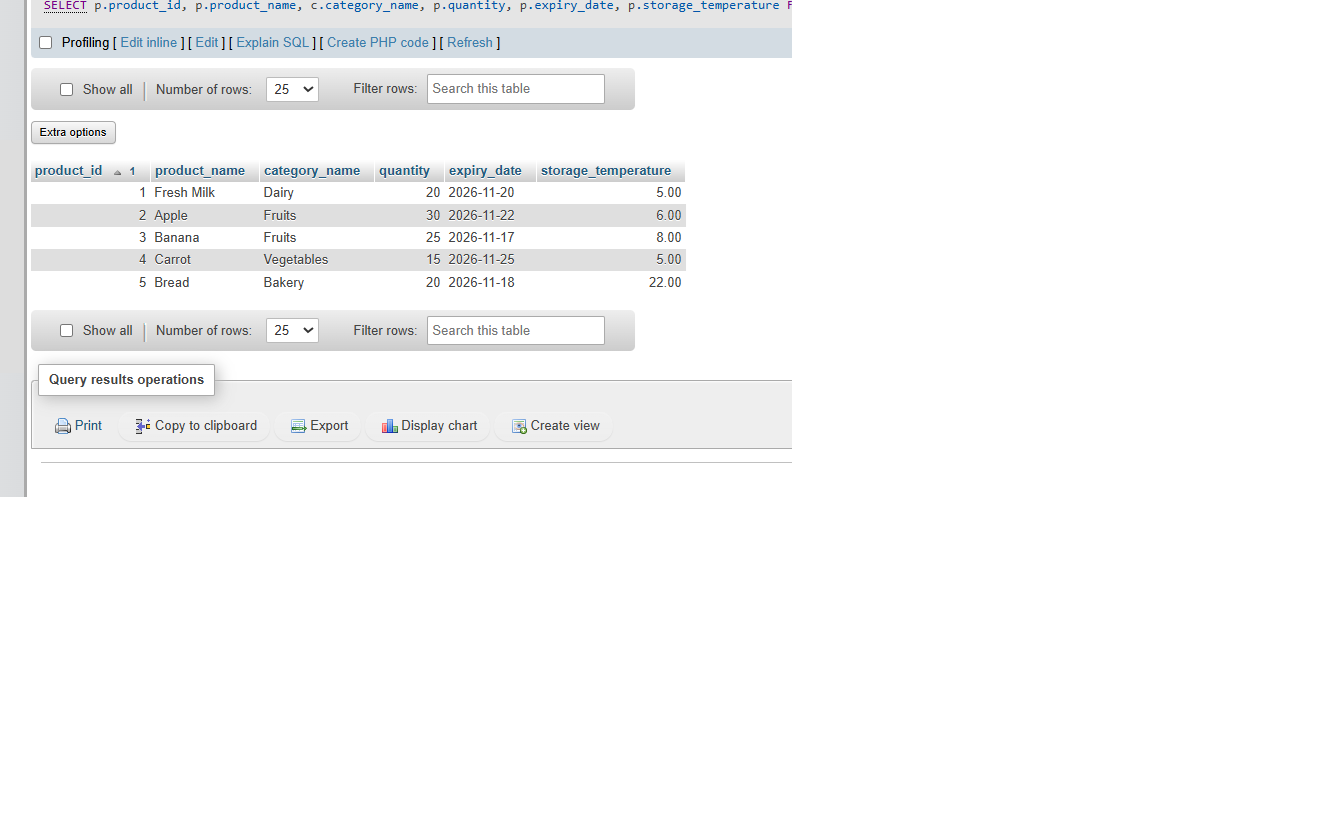 SELECT p.product_id, p.product_name, c.category_name, p.quantity, p.expiry_date, p.storage_temperature F
Profiling [ Edit inline ] [ Edit ] [ Explain SQL ] [ Create PHP code ] [ Refresh ]
Show all Number of rows: 25 Filter rows: Search this table
Extra options
product_id 1 product_name category_name quantity expiry_date storage_temperature
1 Fresh Milk Dairy 20 2026-11-20 5.00
2 Apple Fruits 30 2026-11-22 6.00
3 Banana Fruits 25 2026-11-17 8.00
4 Carrot Vegetables 15 2026-11-25 5.00
5 Bread Bakery 20 2026-11-18 22.00
Show all Number of rows: 25 Filter rows: Search this table
Query results operations
Print Copy to clipboard Export Display chart Create view